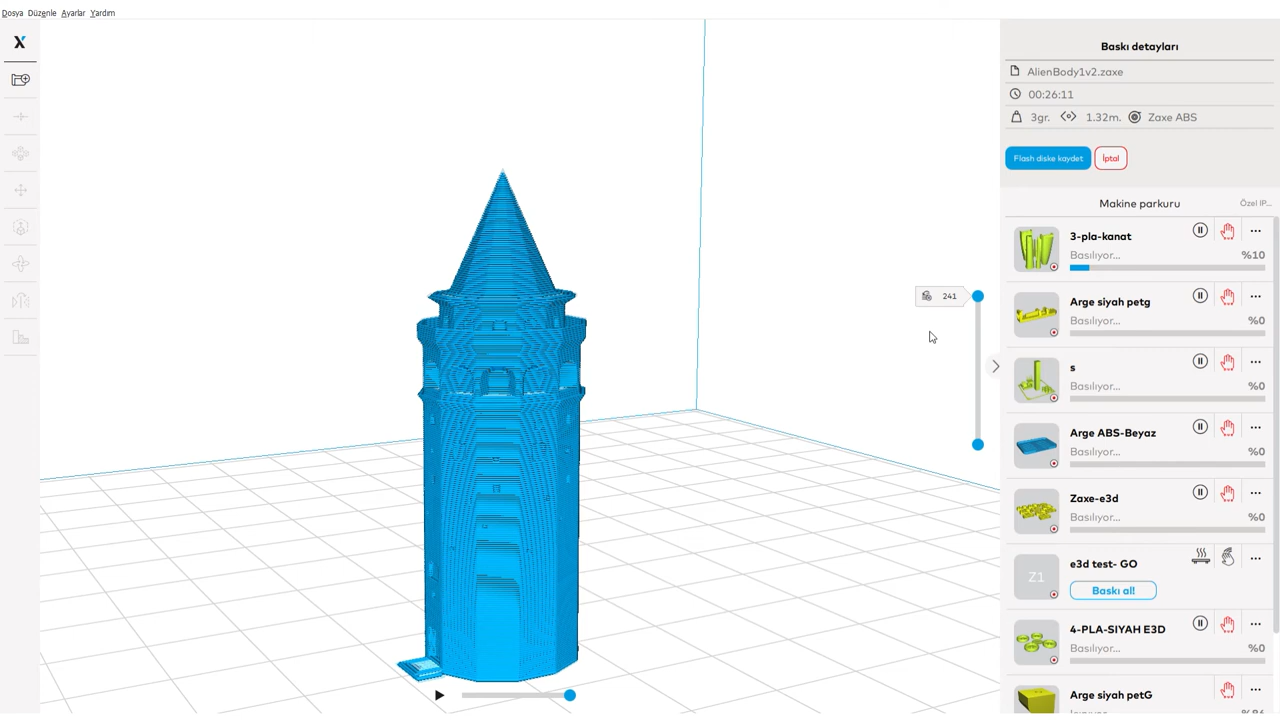 Dosya Düzenle Ayarlar Yardım
X
Baskı detayları
AlienBody1v2.zaxe
00:26:11
3gr. 1.32m. Zaxe ABS
Flash diske kaydet İptal
Makine parkuru Özel IP...
3-pla-kanat
Basılıyor... %10
Arge siyah petg
Basılıyor... %0
241
s
Basılıyor... %0
Arge ABS-Beyaz
Basılıyor... %0
Zaxe-e3d
Basılıyor... %0
Z1
e3d test- GO
Baskı al!
4-PLA-SIYAH E3D
Basılıyor... %0
Arge siyah petG